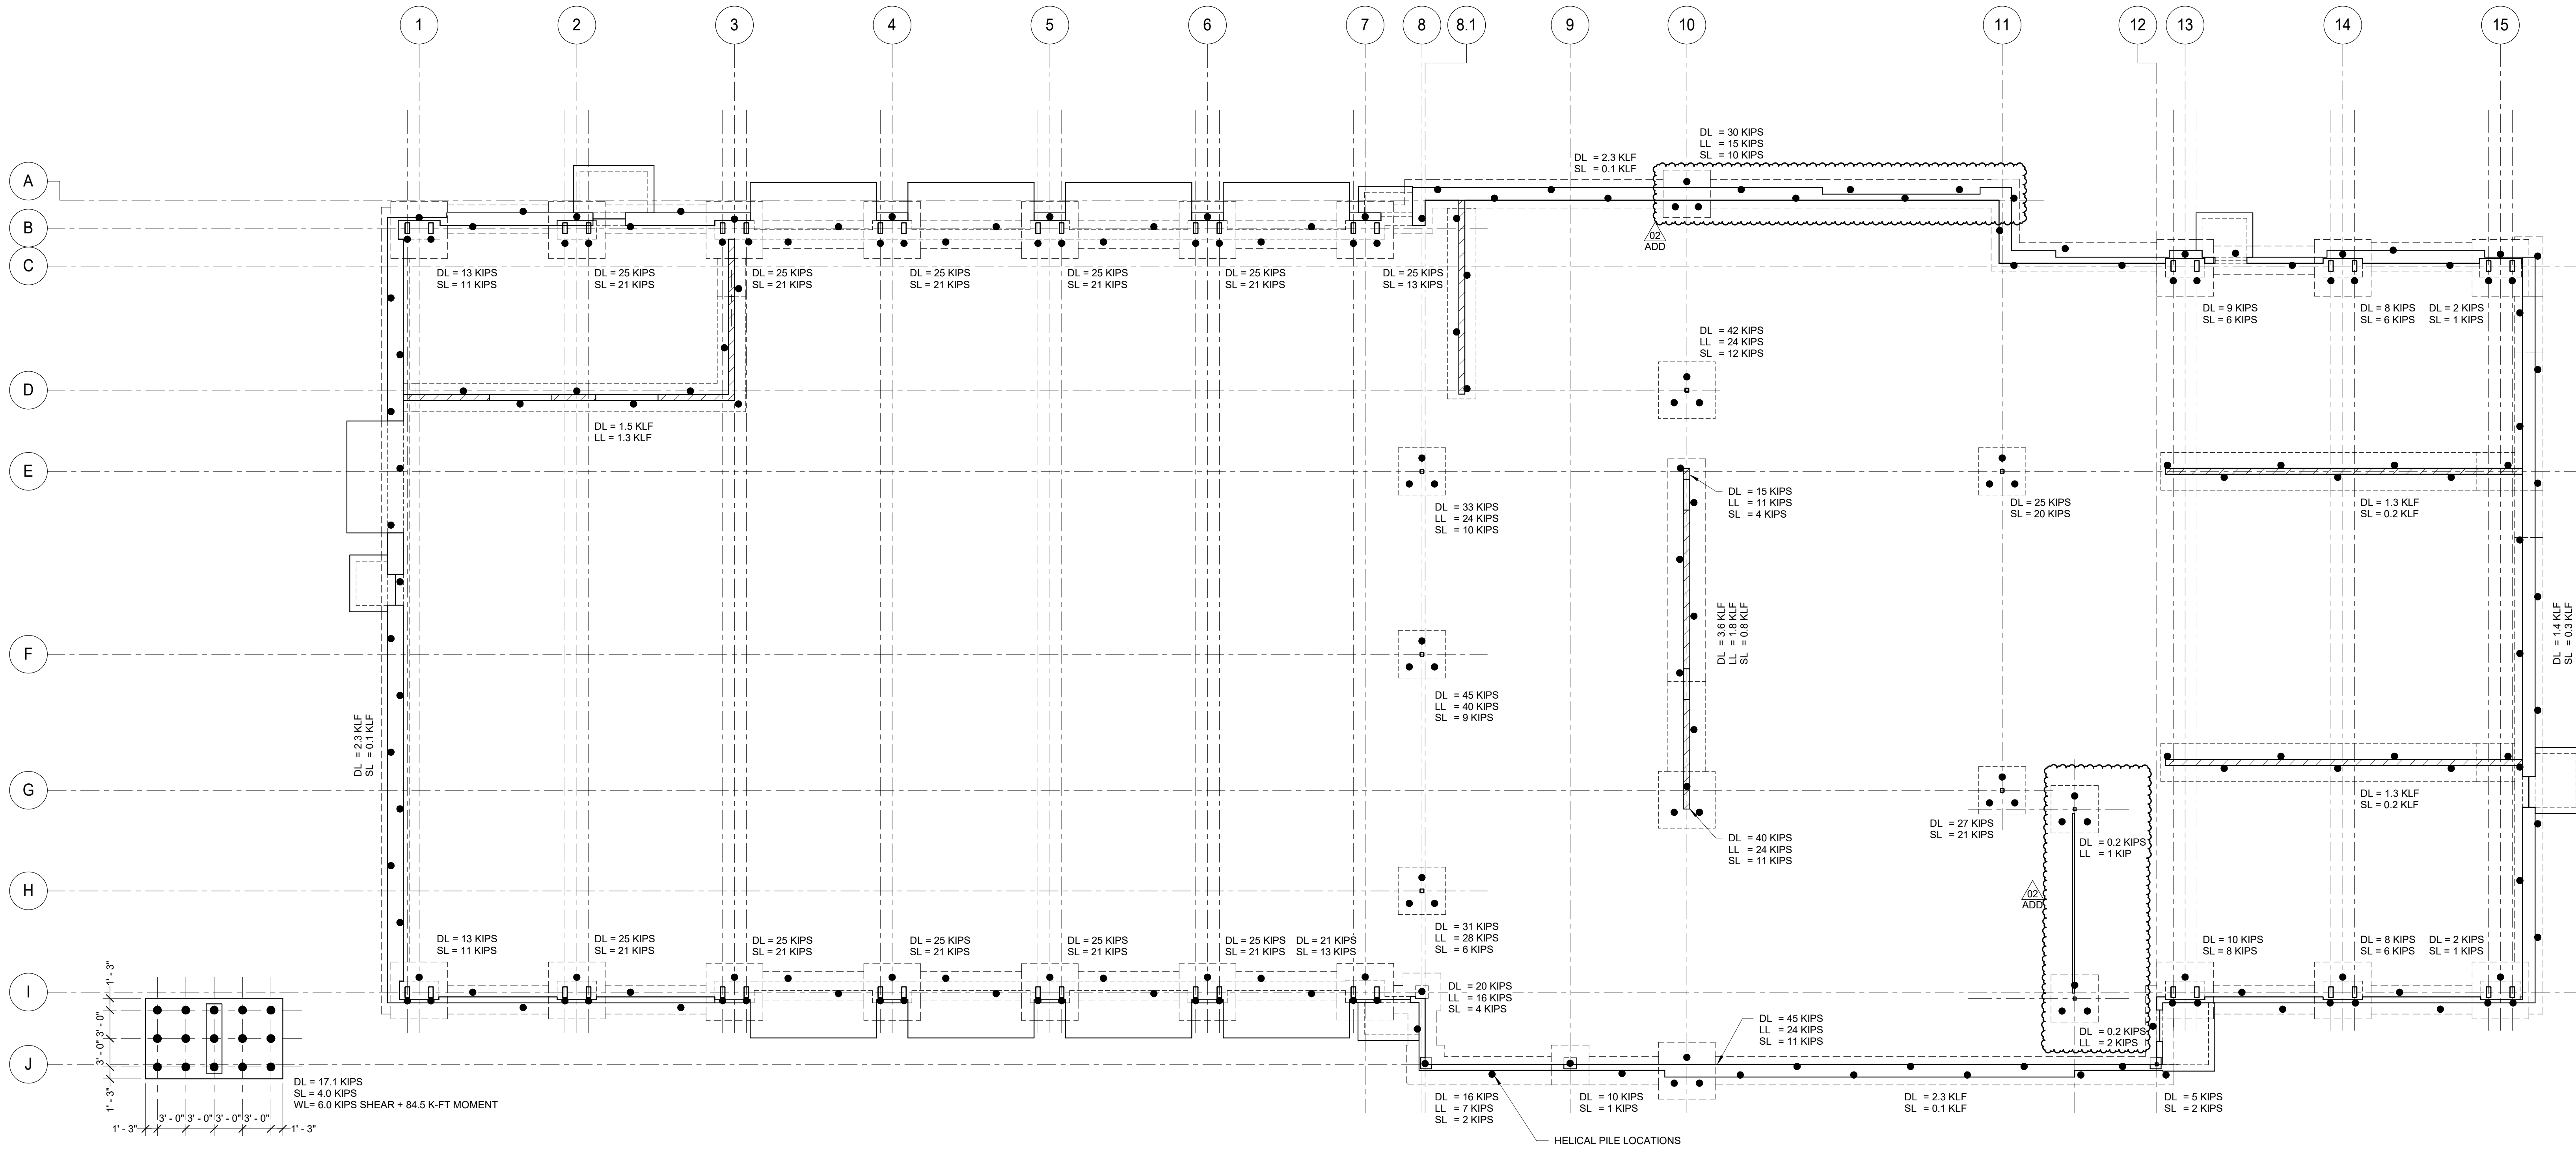 1
2
3
4
5
6
7
8
8.1
9
10
11
12
13
14
15
A
B
C
D
E
F
G
H
I
J
DL = 30 KIPS
LL = 15 KIPS
SL = 10 KIPS
DL = 2.3 KLF
SL = 0.1 KLF
02
ADD
DL = 13 KIPS
SL = 11 KIPS
DL = 25 KIPS
SL = 21 KIPS
DL = 25 KIPS
SL = 21 KIPS
DL = 25 KIPS
SL = 21 KIPS
DL = 25 KIPS
SL = 21 KIPS
DL = 25 KIPS
SL = 21 KIPS
DL = 25 KIPS
SL = 13 KIPS
DL = 9 KIPS
SL = 6 KIPS
DL = 8 KIPS
SL = 6 KIPS
DL = 2 KIPS
SL = 1 KIPS
DL = 42 KIPS
LL = 24 KIPS
SL = 12 KIPS
DL = 1.5 KLF
LL = 1.3 KLF
DL = 33 KIPS
LL = 24 KIPS
SL = 10 KIPS
DL = 15 KIPS
LL = 11 KIPS
SL = 4 KIPS
DL = 25 KIPS
SL = 20 KIPS
DL = 1.3 KLF
SL = 0.2 KLF
DL = 3.6 KLF
LL = 1.8 KLF
SL = 0.8 KLF
DL = 1.4 KLF
SL = 0.3 KLF
DL = 45 KIPS
LL = 40 KIPS
SL = 9 KIPS
DL = 2.3 KLF
SL = 0.1 KLF
DL = 1.3 KLF
SL = 0.2 KLF
DL = 27 KIPS
SL = 21 KIPS
DL = 40 KIPS
LL = 24 KIPS
SL = 11 KIPS
DL = 0.2 KIPS
LL = 1 KIP
02
ADD
DL = 13 KIPS
SL = 11 KIPS
DL = 25 KIPS
SL = 21 KIPS
DL = 25 KIPS
SL = 21 KIPS
DL = 25 KIPS
SL = 21 KIPS
DL = 25 KIPS
SL = 21 KIPS
DL = 25 KIPS
SL = 21 KIPS
DL = 21 KIPS
SL = 13 KIPS
DL = 31 KIPS
LL = 28 KIPS
SL = 6 KIPS
DL = 10 KIPS
SL = 8 KIPS
DL = 8 KIPS
SL = 6 KIPS
DL = 2 KIPS
SL = 1 KIPS
DL = 20 KIPS
LL = 16 KIPS
SL = 4 KIPS
DL = 45 KIPS
LL = 24 KIPS
SL = 11 KIPS
DL = 0.2 KIPS
LL = 2 KIPS
1' - 3"
3' - 0"
3' - 0"
1' - 3"
DL = 17.1 KIPS
SL = 4.0 KIPS
WL= 6.0 KIPS SHEAR + 84.5 K-FT MOMENT
3' - 0" 3' - 0" 3' - 0" 3' - 0"
1' - 3"
1' - 3"
DL = 16 KIPS
LL = 7 KIPS
SL = 2 KIPS
DL = 10 KIPS
SL = 1 KIPS
DL = 2.3 KLF
SL = 0.1 KLF
DL = 5 KIPS
SL = 2 KIPS
HELICAL PILE LOCATIONS